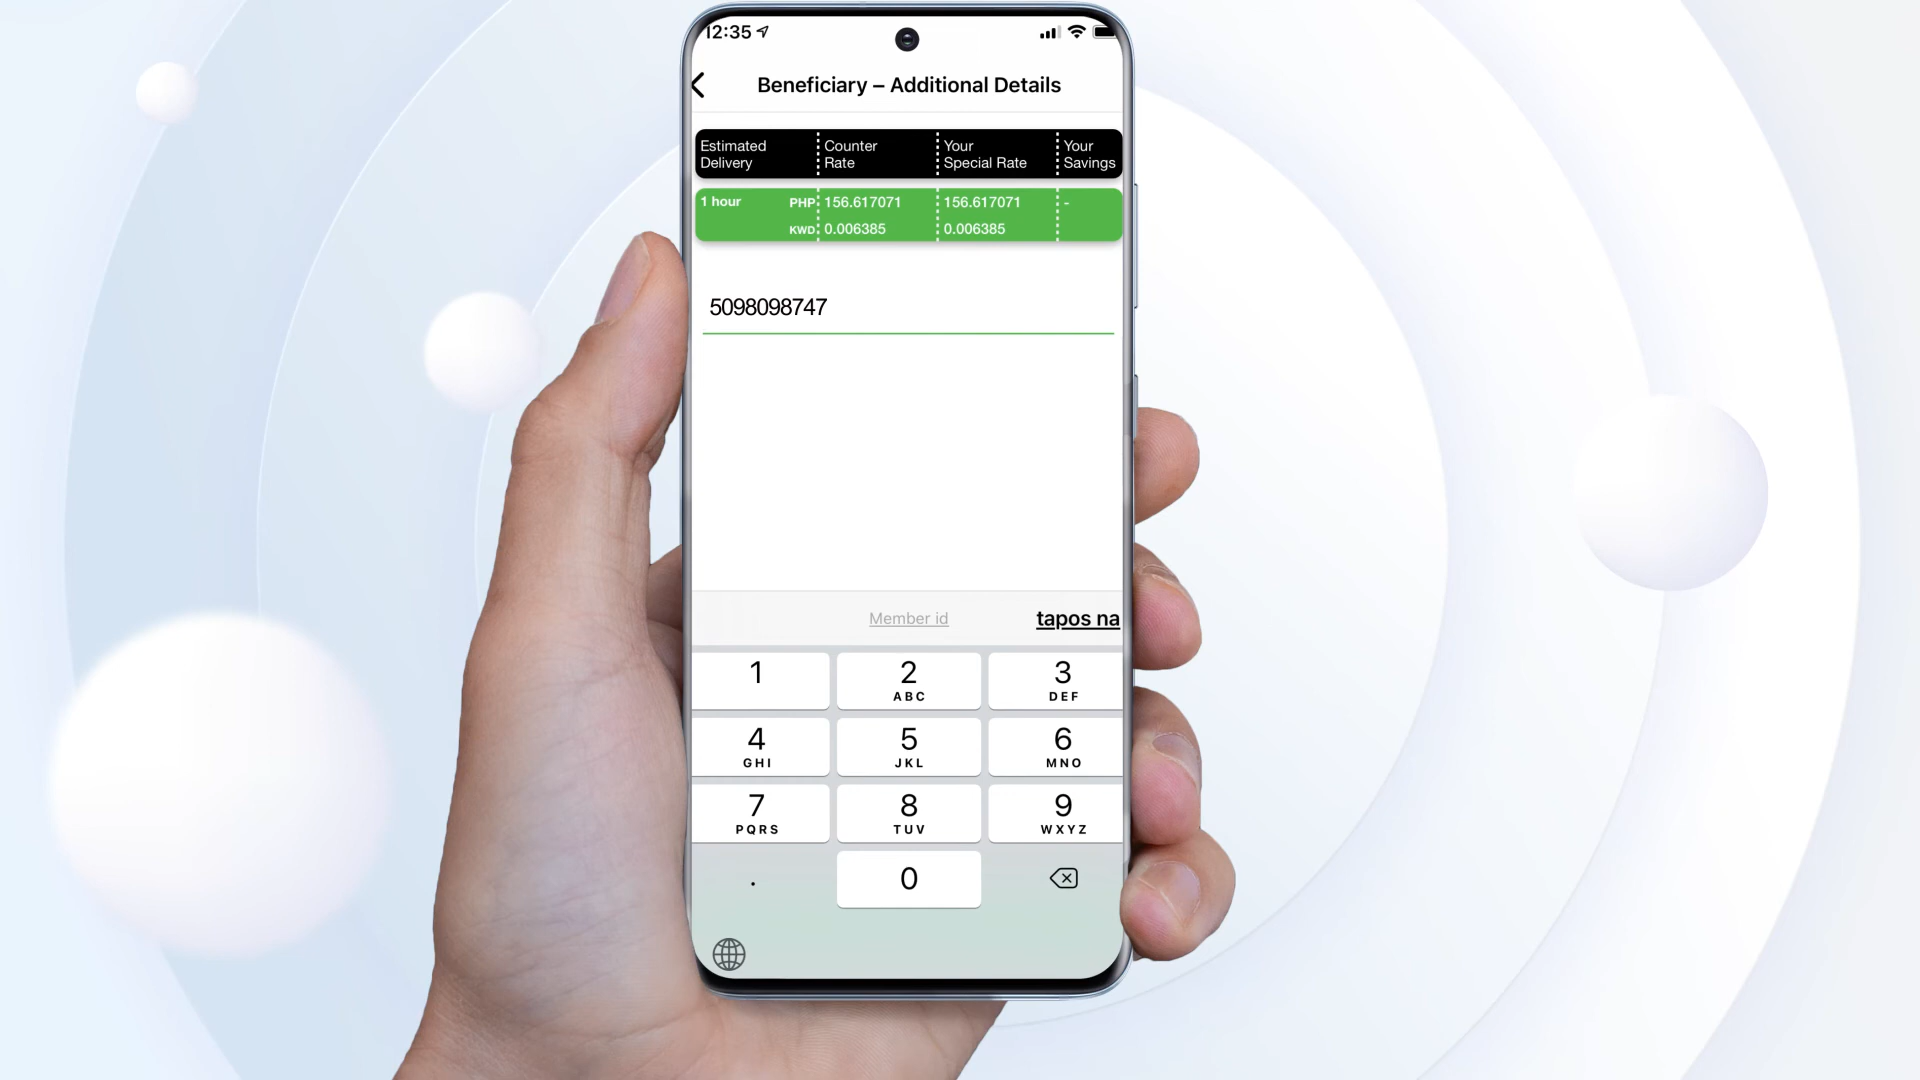 12:35
Beneficiary – Additional Details
Estimated Delivery
Counter Rate
Your Special Rate
Your Savings
1 hour PHP 156.617071 156.617071 -
KWD 0.006385 0.006385
5098098747
Member id tapos na
1
2 ABC
3 DEF
4 GHI
5 JKL
6 MNO
7 PQRS
8 TUV
9 WXYZ
. 0